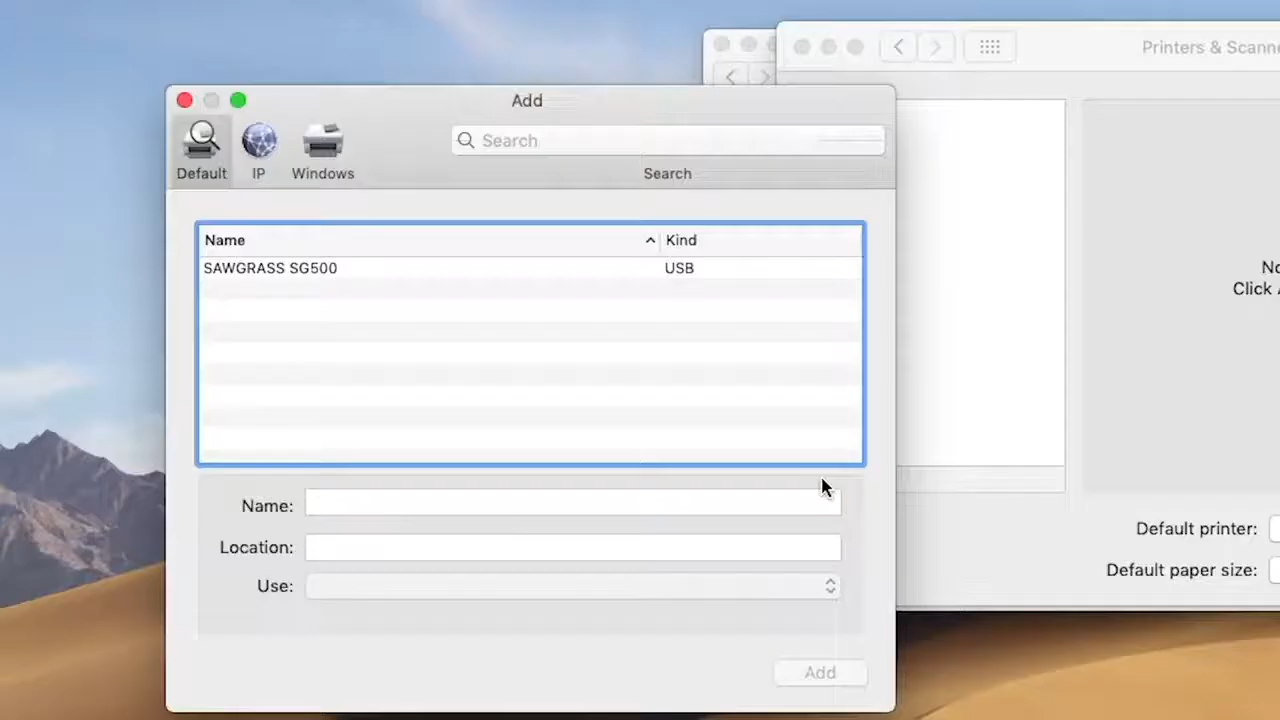 Printers & Scanne
Add
Search
Default
IP
Windows
Search
Name
Kind
SAWGRASS SG500
USB
No
Click
Name:
Location:
Default printer:
Default paper size:
Use:
Add